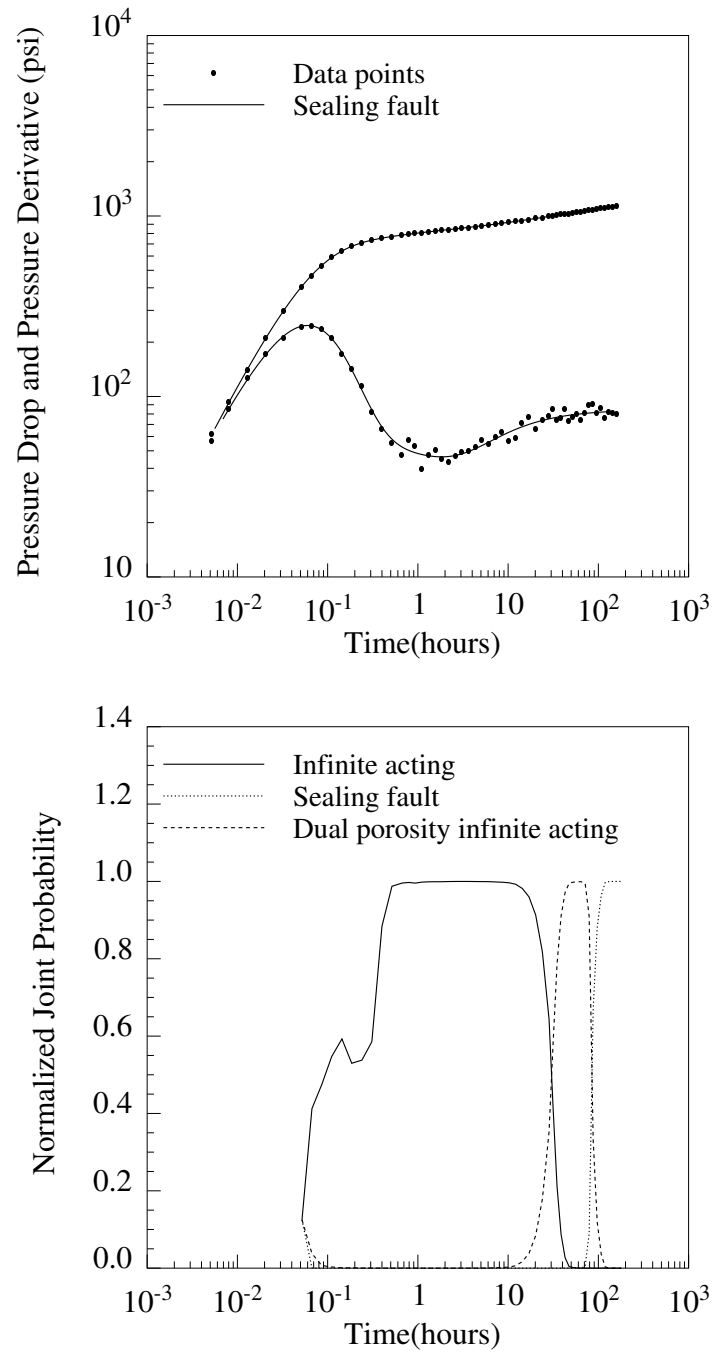 Pressure Drop and Pressure Derivative (psi)
10^4
10^3
10^2
10
Data points
Sealing fault
10^-3
10^-2
10^-1
1
10
10^2
10^3
Time(hours)
Normalized Joint Probability
1.4
1.2
1.0
0.8
0.6
0.4
0.2
0.0
Infinite acting
Sealing fault
Dual porosity infinite acting
10^-3
10^-2
10^-1
1
10
10^2
10^3
Time(hours)